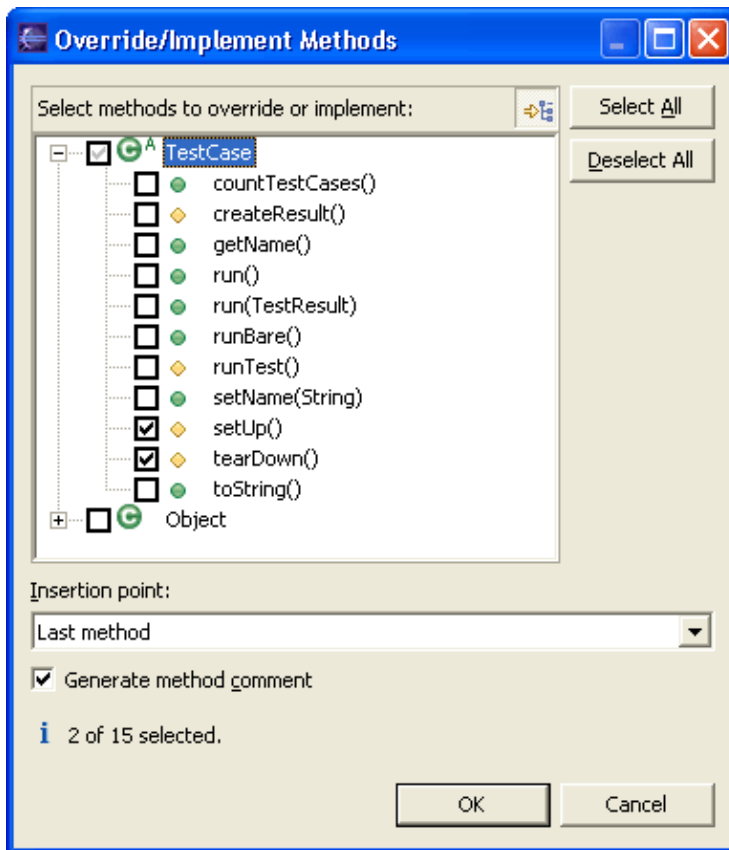 Override/Implement Methods
Select methods to override or implement:
Select All
Deselect All
TestCase
countTestCases()
createResult()
getName()
run()
run(TestResult)
runBare()
runTest()
setName(String)
setUp()
tearDown()
toString()
Object
Insertion point:
Last method
Generate method comment
2 of 15 selected.
OK
Cancel